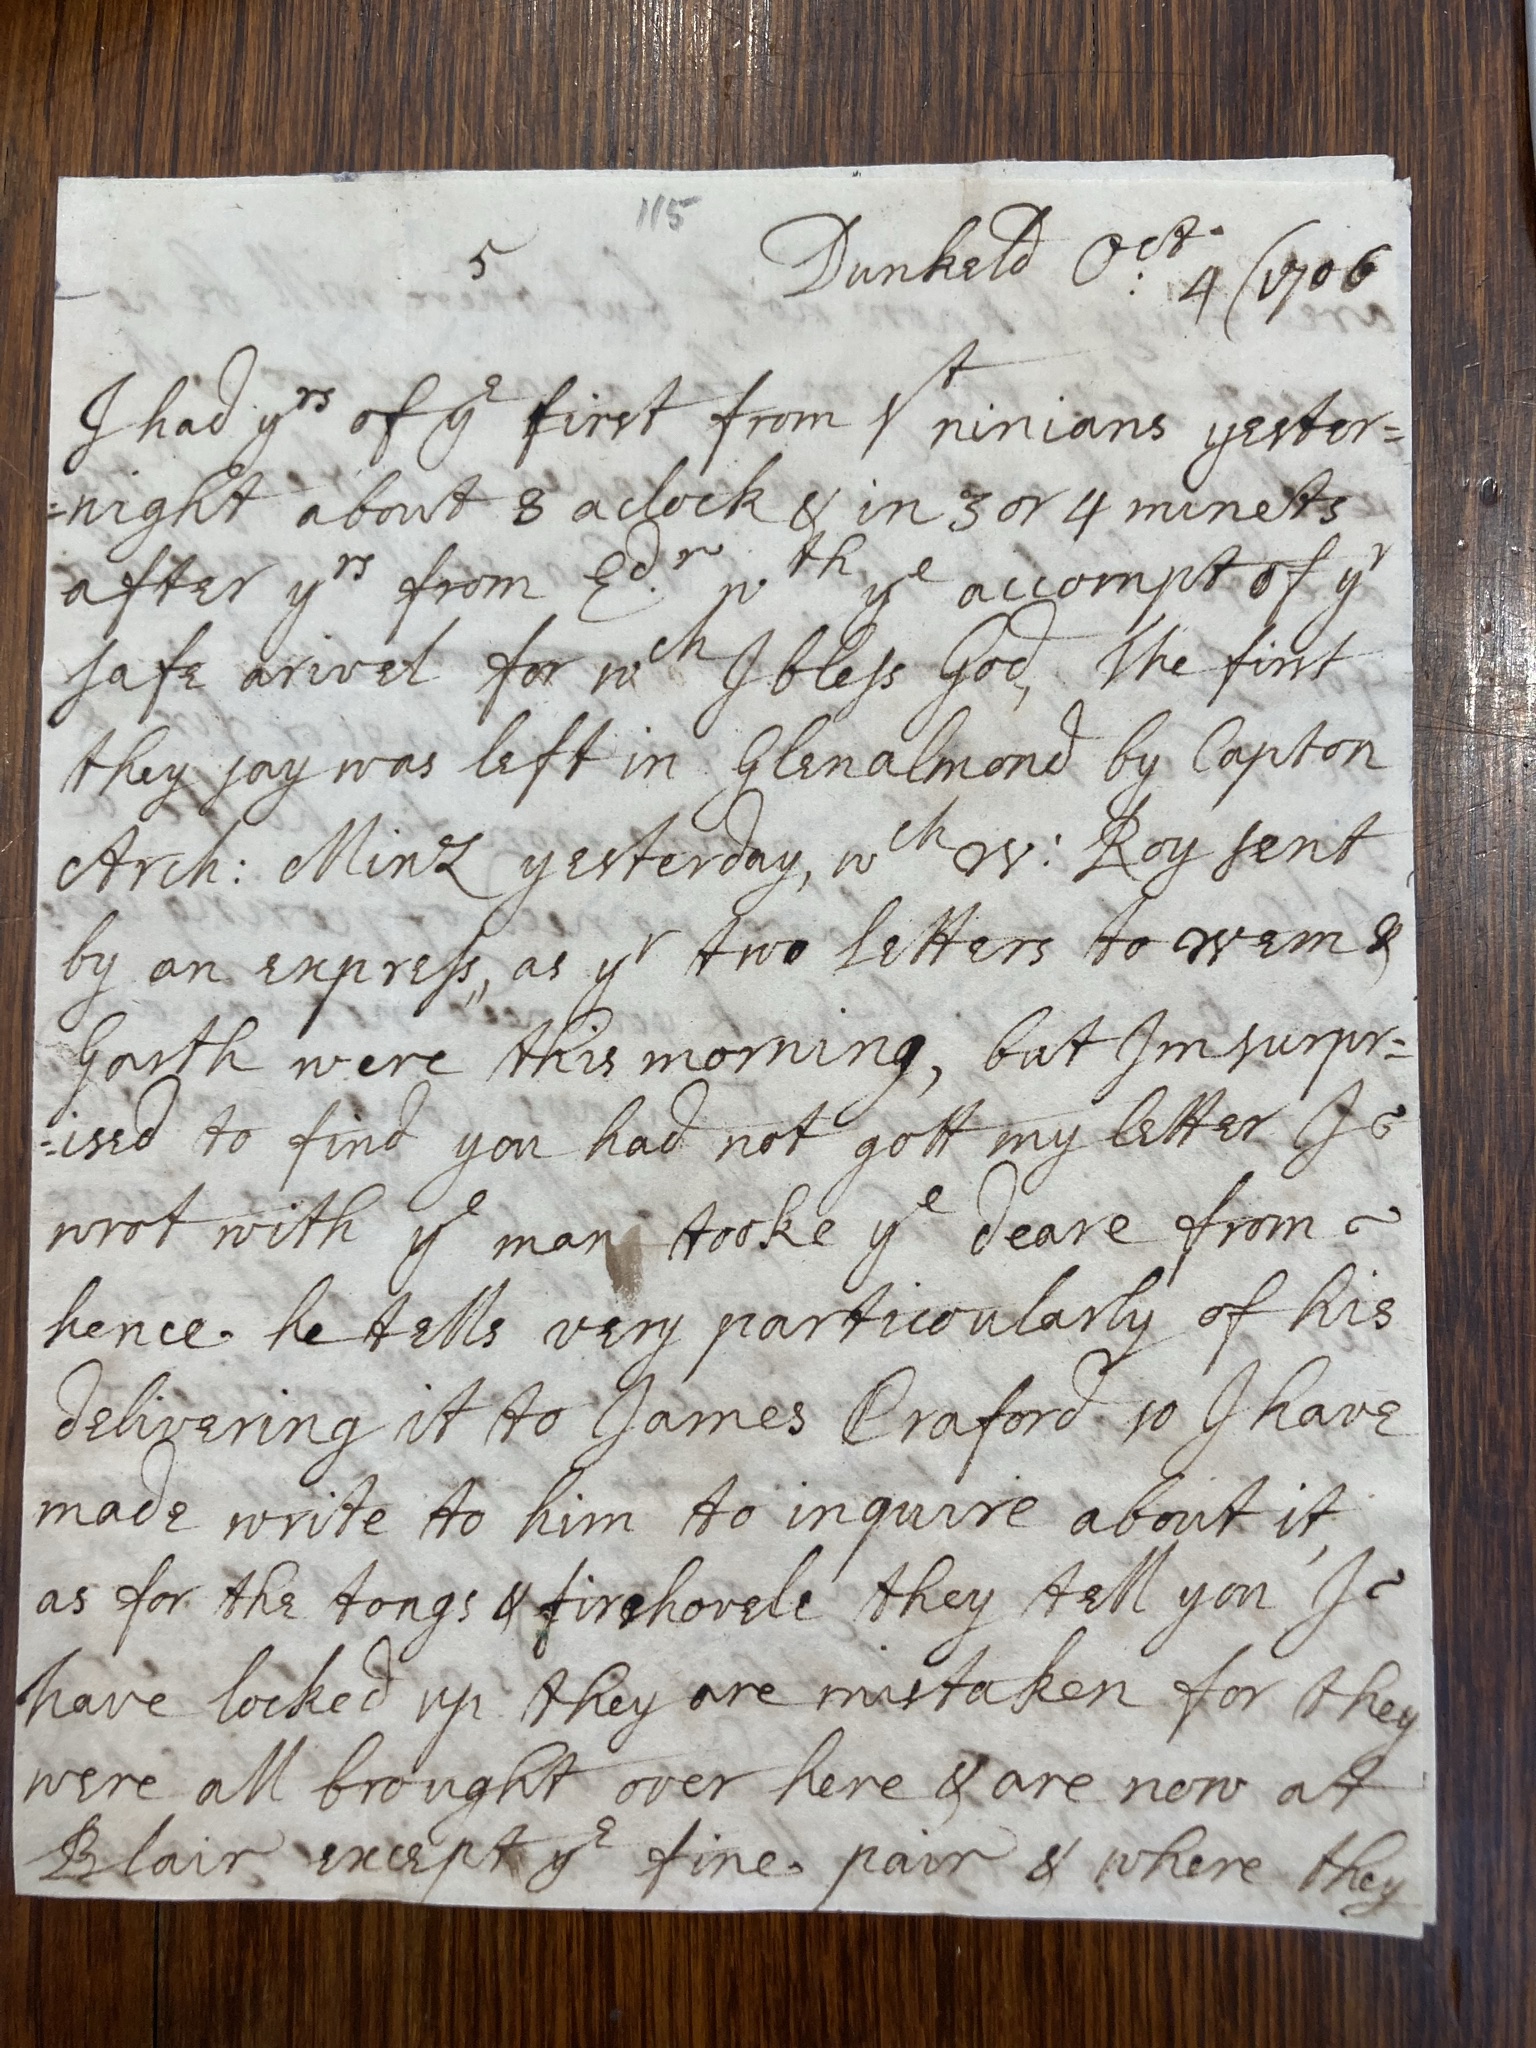 115
5 Dunkeld Oct: 4 (1706
I had yrs of ye first from St ninians yester=
=night about 8 aclock & in 3 or 4 minets
after yrs from Edr wth ye accompt of yr
safe arivel for wch I bless God, the first
they say was left in Glenalmond by Capton
Arch: Minz yesterday, wch W: Roy sent
by an express, as yr two letters to Wem &
Garth were this morning, but Im surpr=
=ised to find you had not gott my letter I
wrot with ye man tooke ye deare from
hence. he tells very particoularly of his
delivering it to James Craford so I have
made write to him to inquire about it,
as for the tongs & fireshovele they tell you I
have locked up they are mistaken for they
were all brought over here & are now at
Blair except ye fine pair & where they